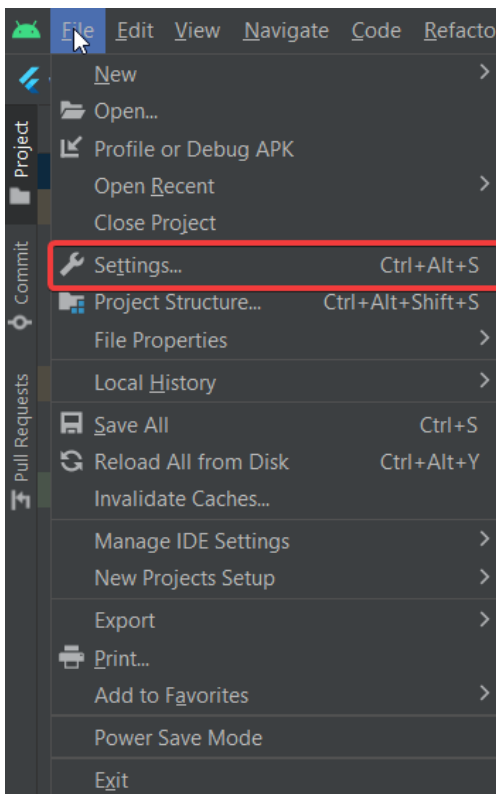 File Edit View Navigate Code Refacto
New
Open...
Profile or Debug APK
Open Recent
Close Project
Settings... Ctrl+Alt+S
Project Structure... Ctrl+Alt+Shift+S
File Properties
Local History
Save All Ctrl+S
Reload All from Disk Ctrl+Alt+Y
Invalidate Caches...
Manage IDE Settings
New Projects Setup
Export
Print...
Add to Favorites
Power Save Mode
Exit
Project
Commit
Pull Requests